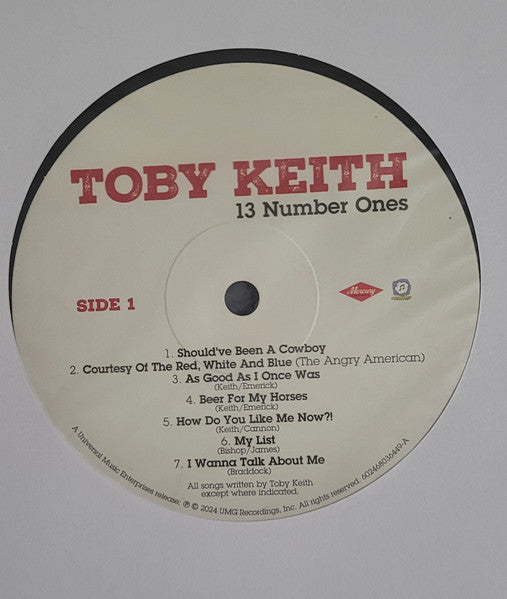 TOBY KEITH
13 Number Ones
SIDE 1
Mercury
1. Should've Been A Cowboy
2. Courtesy Of The Red, White And Blue (The Angry American)
3. As Good As I Once Was
(Keith/Emerick)
4. Beer For My Horses
(Keith/Emerick)
5. How Do You Like Me Now?!
(Keith/Cannon)
6. My List
(Bishop/James)
7. I Wanna Talk About Me
(Braddock)
All songs written by Toby Keith
except where indicated.
A Universal Music Enterprises release; ℗ © 2024 UMG Recordings, Inc. All rights reserved. 602468036449-A